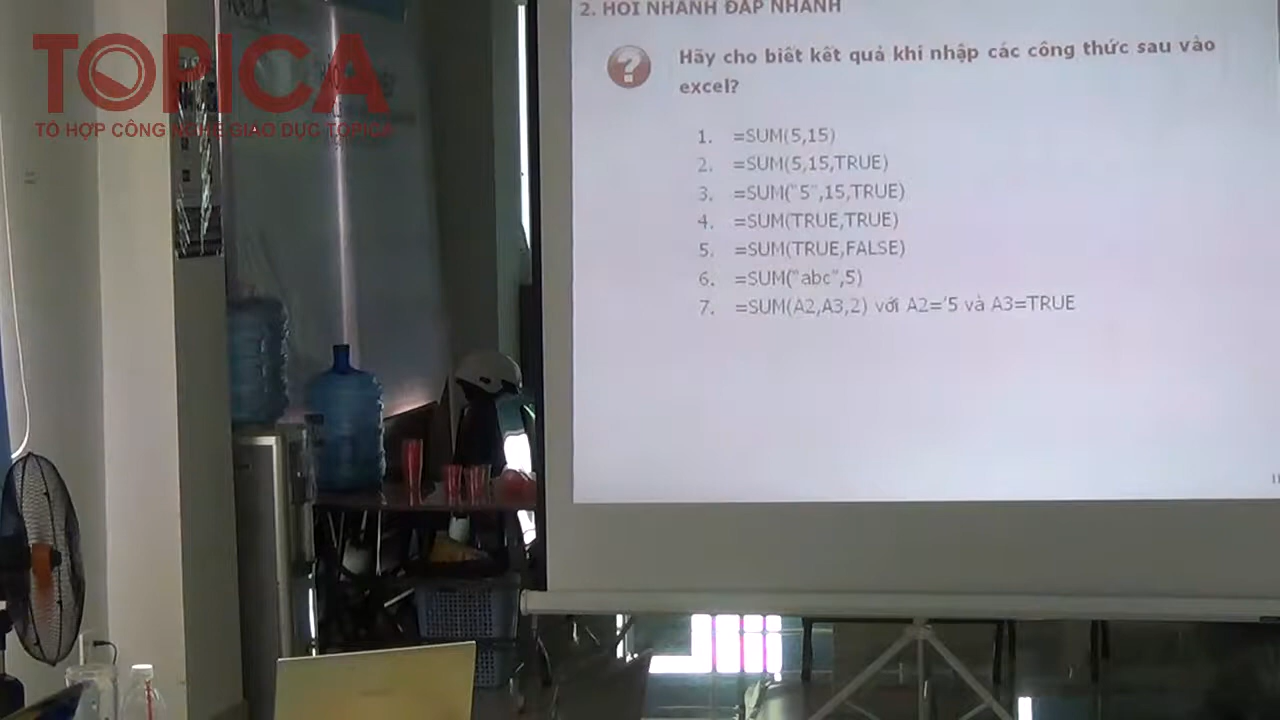 TOPICA
TỔ HỢP CÔNG NGHỆ GIÁO DỤC TOPICA
2. HỎI NHANH ĐÁP NHANH
Hãy cho biết kết quả khi nhập các công thức sau vào
excel?
1. =SUM(5,15)
2. =SUM(5,15,TRUE)
3. =SUM("5",15,TRUE)
4. =SUM(TRUE,TRUE)
5. =SUM(TRUE,FALSE)
6. =SUM("abc",5)
7. =SUM(A2,A3,2) với A2='5 và A3=TRUE